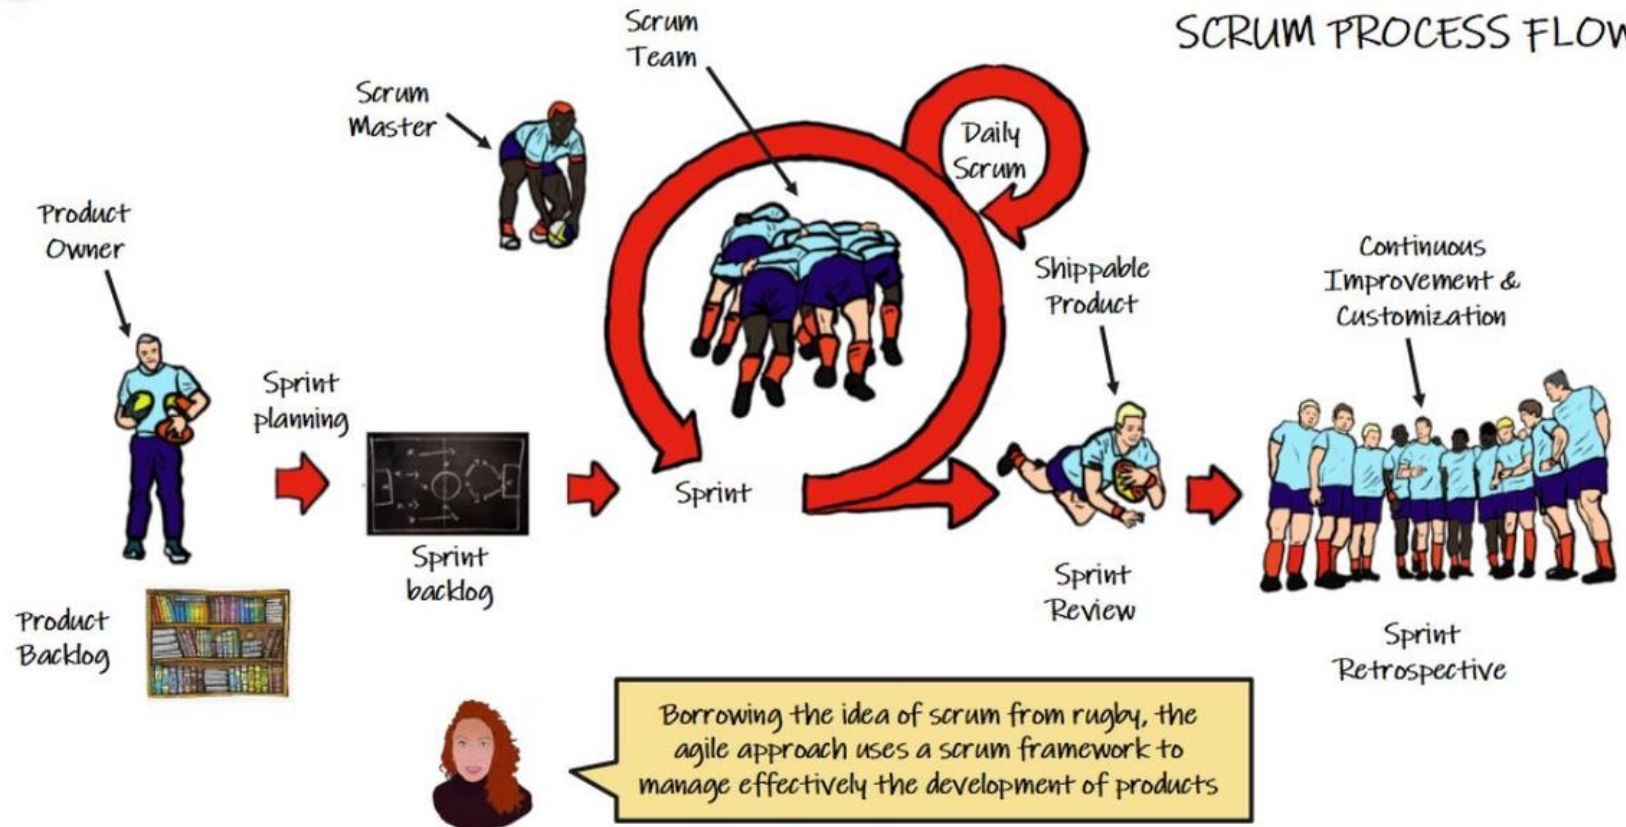 SCRUM PROCESS FLOW
Scrum
Team
Scrum
Master
Daily
Scrum
Product
Owner
Shippable
Product
Continuous
Improvement &
Customization
Sprint
planning
Sprint
Sprint
backlog
Sprint
Review
Product
Backlog
Sprint
Retrospective
Borrowing the idea of scrum from rugby, the
agile approach uses a scrum framework to
manage effectively the development of products